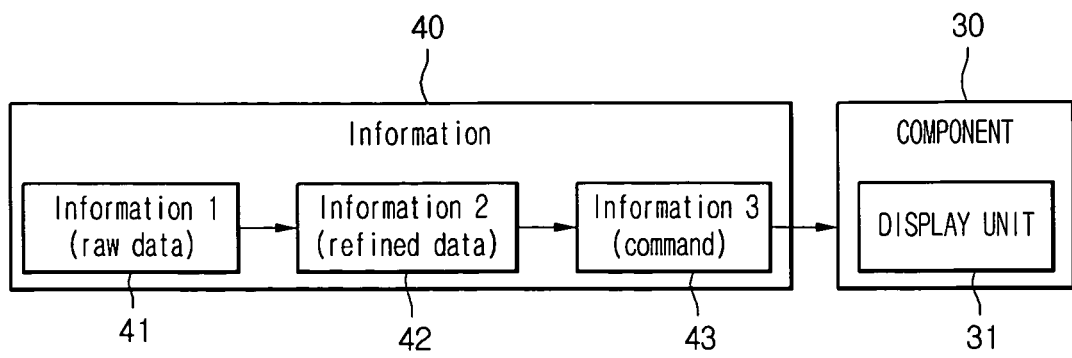 40
30
Information
COMPONENT
Information 1
(raw data)
Information 2
(refined data)
Information 3
(command)
DISPLAY UNIT
41
42
43
31